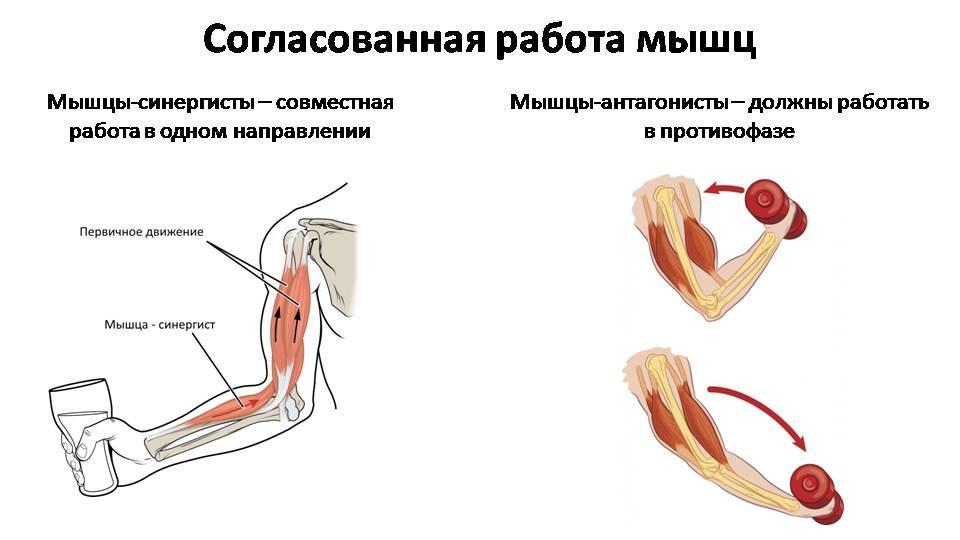 Согласованная работа мышц
Мышцы-синергисты – совместная
работа в одном направлении
Мышцы-антагонисты – должны работать
в противофазе
Первичное движение
Мышца - синергист